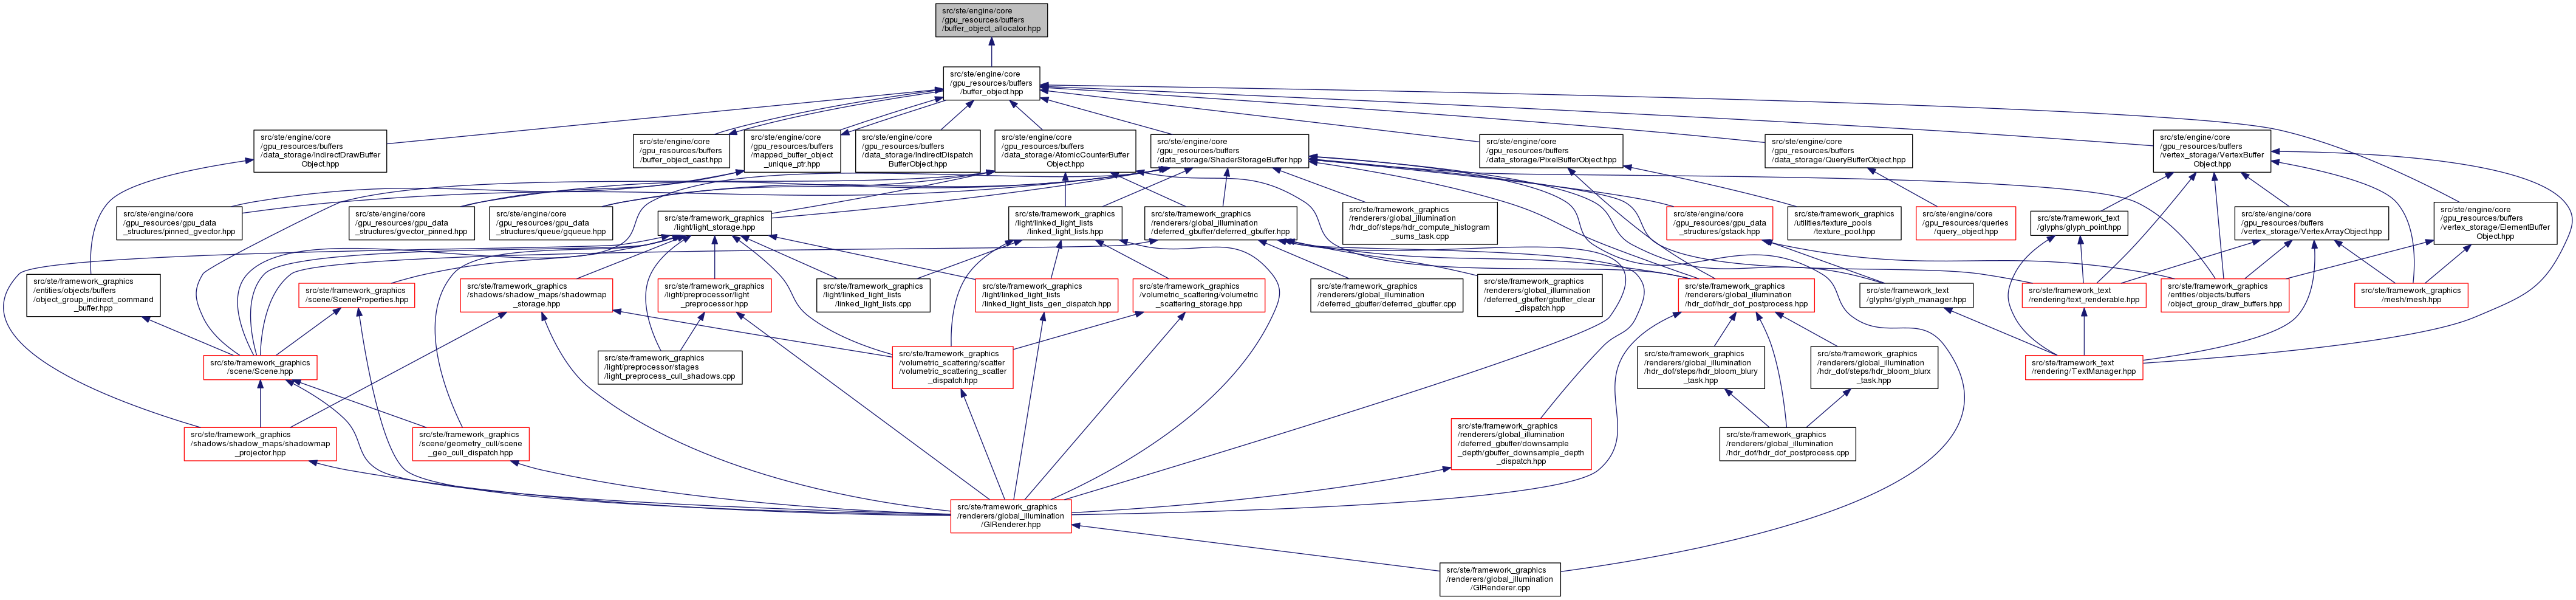 src/ste/engine/core
/gpu_resources/buffers
/buffer_object_allocator.hpp
src/ste/engine/core
/gpu_resources/buffers
/buffer_object.hpp
src/ste/engine/core
/gpu_resources/buffers
/data_storage/IndirectDrawBuffer
Object.hpp
src/ste/engine/core
/gpu_resources/buffers
/buffer_object_cast.hpp
src/ste/engine/core
/gpu_resources/buffers
/mapped_buffer_object
_unique_ptr.hpp
src/ste/engine/core
/gpu_resources/buffers
/data_storage/IndirectDispatch
BufferObject.hpp
src/ste/engine/core
/gpu_resources/buffers
/data_storage/AtomicCounterBuffer
Object.hpp
src/ste/engine/core
/gpu_resources/buffers
/data_storage/ShaderStorageBuffer.hpp
src/ste/engine/core
/gpu_resources/buffers
/data_storage/PixelBufferObject.hpp
src/ste/engine/core
/gpu_resources/buffers
/data_storage/QueryBufferObject.hpp
src/ste/engine/core
/gpu_resources/buffers
/vertex_storage/VertexBuffer
Object.hpp
src/ste/engine/core
/gpu_resources/gpu_data
_structures/pinned_gvector.hpp
src/ste/engine/core
/gpu_resources/gpu_data
_structures/gvector_pinned.hpp
src/ste/engine/core
/gpu_resources/gpu_data
_structures/gqueue.hpp
src/ste/framework_graphics
/light/light_storage.hpp
src/ste/framework_graphics
/light/linked_light_lists
/linked_light_lists.hpp
src/ste/framework_graphics
/renderers/global_illumination
/deferred_gbuffer/deferred_gbuffer.hpp
src/ste/framework_graphics
/renderers/global_illumination
/hdr_dof/steps/hdr_compute_histogram
_sums_task.cpp
src/ste/engine/core
/gpu_resources/gpu_data
_structures/gstack.hpp
src/ste/framework_graphics
/utilities/texture_pools
/texture_pool.hpp
src/ste/engine/core
/gpu_resources/queries
/query_object.hpp
src/ste/framework_text
/glyphs/glyph_point.hpp
src/ste/engine/core
/gpu_resources/buffers
/vertex_storage/VertexArrayObject.hpp
src/ste/engine/core
/gpu_resources/buffers
/vertex_storage/ElementBuffer
Object.hpp
src/ste/framework_graphics
/entities/objects/buffers
/object_group_indirect_command
_buffer.hpp
src/ste/framework_graphics
/scene/SceneProperties.hpp
src/ste/framework_graphics
/shadows/shadow_maps/shadowmap
_storage.hpp
src/ste/framework_graphics
/light/preprocessor/light
_preprocessor.hpp
src/ste/framework_graphics
/light/linked_light_lists
/linked_light_lists.cpp
src/ste/framework_graphics
/light/linked_light_lists
/linked_light_lists_gen_dispatch.hpp
src/ste/framework_graphics
/volumetric_scattering/volumetric
_scattering_storage.hpp
src/ste/framework_graphics
/renderers/global_illumination
/deferred_gbuffer/deferred_gbuffer.cpp
src/ste/framework_graphics
/renderers/global_illumination
/deferred_gbuffer/gbuffer_clear
_dispatch.hpp
src/ste/framework_graphics
/renderers/global_illumination
/hdr_dof/hdr_dof_postprocess.hpp
src/ste/framework_text
/glyphs/glyph_manager.hpp
src/ste/framework_text
/rendering/text_renderable.hpp
src/ste/framework_graphics
/entities/objects/buffers
/object_group_draw_buffers.hpp
src/ste/framework_graphics
/mesh/mesh.hpp
src/ste/framework_graphics
/scene/Scene.hpp
src/ste/framework_graphics
/light/preprocessor/stages
/light_preprocess_cull_shadows.cpp
src/ste/framework_graphics
/volumetric_scattering/scatter
/volumetric_scattering_scatter
_dispatch.hpp
src/ste/framework_graphics
/renderers/global_illumination
/hdr_dof/steps/hdr_bloom_blury
_task.hpp
src/ste/framework_graphics
/renderers/global_illumination
/hdr_dof/steps/hdr_bloom_blurx
_task.hpp
src/ste/framework_text
/rendering/TextManager.hpp
src/ste/framework_graphics
/shadows/shadow_maps/shadowmap
_projector.hpp
src/ste/framework_graphics
/scene/geometry_cull/scene
_geo_cull_dispatch.hpp
src/ste/framework_graphics
/renderers/global_illumination
/deferred_gbuffer/downsample
_depth/gbuffer_downsample_depth
_dispatch.hpp
src/ste/framework_graphics
/renderers/global_illumination
/hdr_dof/hdr_dof_postprocess.cpp
src/ste/framework_graphics
/renderers/global_illumination
/GIRenderer.hpp
src/ste/framework_graphics
/renderers/global_illumination
/GIRenderer.cpp